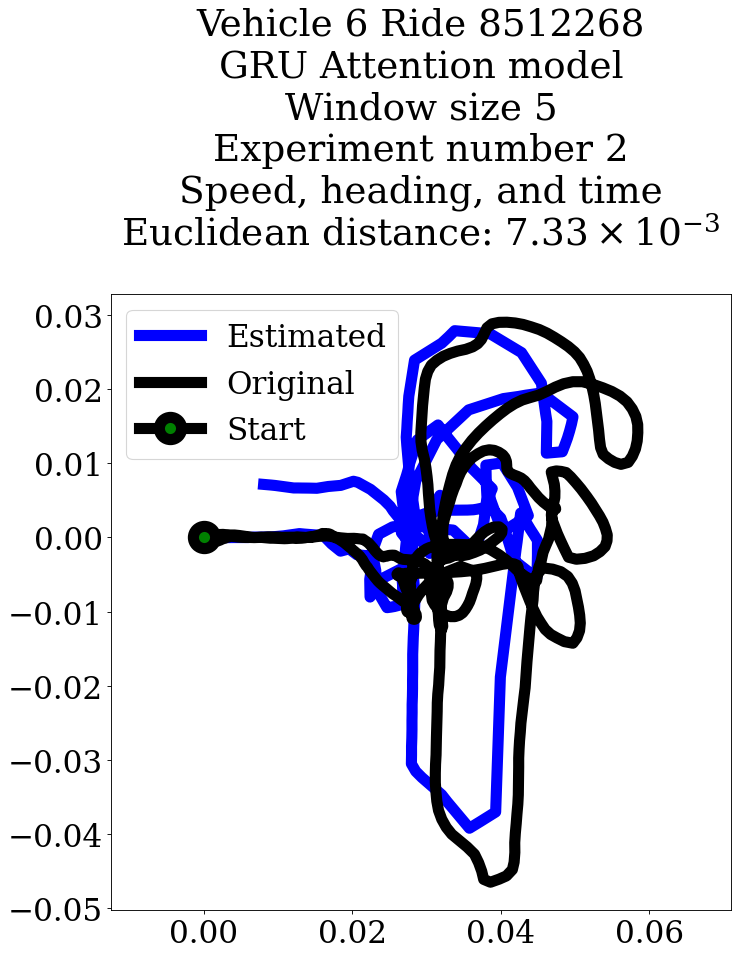 Vehicle 6 Ride 8512268
GRU Attention model
Window size 5
Experiment number 2
Speed, heading, and time
Euclidean distance: 7.33 × 10⁻³
Estimated
Original
Start
0.03
0.02
0.01
0.00
−0.01
−0.02
−0.03
−0.04
−0.05
0.00 0.02 0.04 0.06